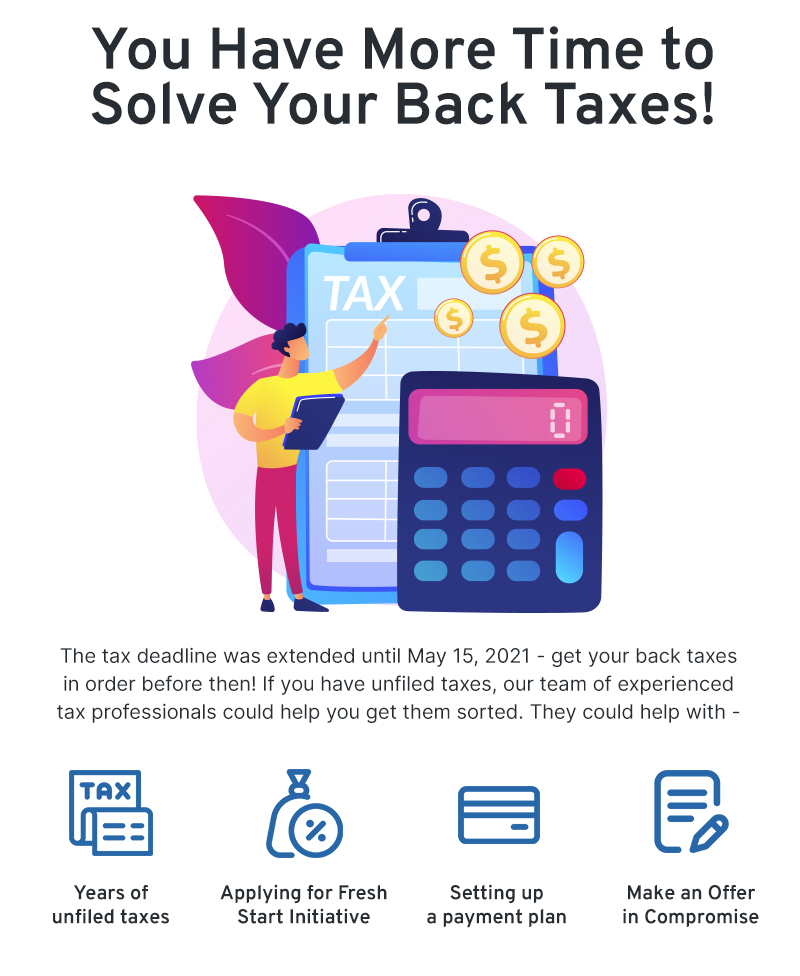 You Have More Time to
Solve Your Back Taxes!
TAX
$
$
$
$
0
The tax deadline was extended until May 15, 2021 - get your back taxes
in order before then! If you have unfiled taxes, our team of experienced
tax professionals could help you get them sorted. They could help with -
TAX
%
Years of
unfiled taxes
Applying for Fresh
Start Initiative
Setting up
a payment plan
Make an Offer
in Compromise